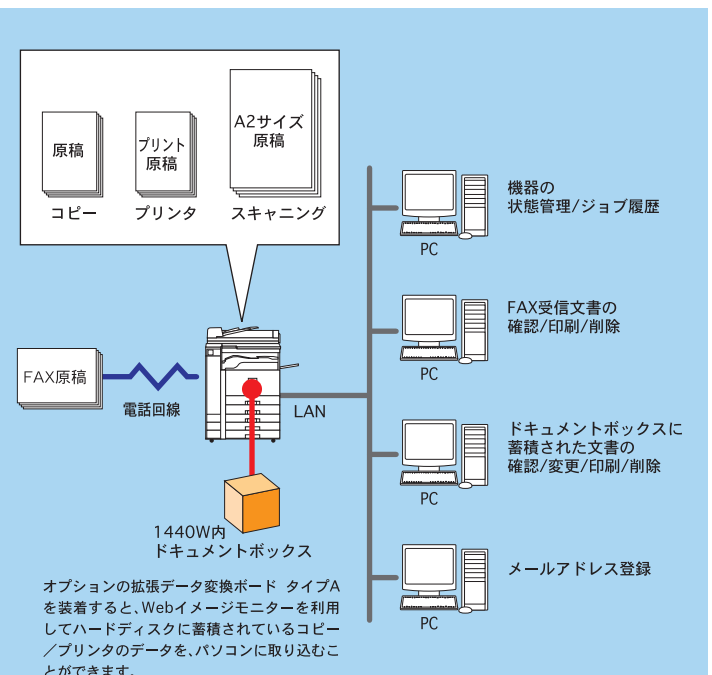 原稿
コピー
プリント
原稿
プリンタ
A2サイズ
原稿
スキャニング
FAX原稿
電話回線
LAN
1440W内
ドキュメントボックス
PC
機器の
状態管理/ジョブ履歴
PC
FAX受信文書の
確認/印刷/削除
PC
ドキュメントボックスに
蓄積された文書の
確認/変更/印刷/削除
PC
メールアドレス登録
オプションの拡張データ変換ボード タイプA
を装着すると、Webイメージモニターを利用
してハードディスクに蓄積されているコピー
／プリンタのデータを、パソコンに取り込むこ
とができます。